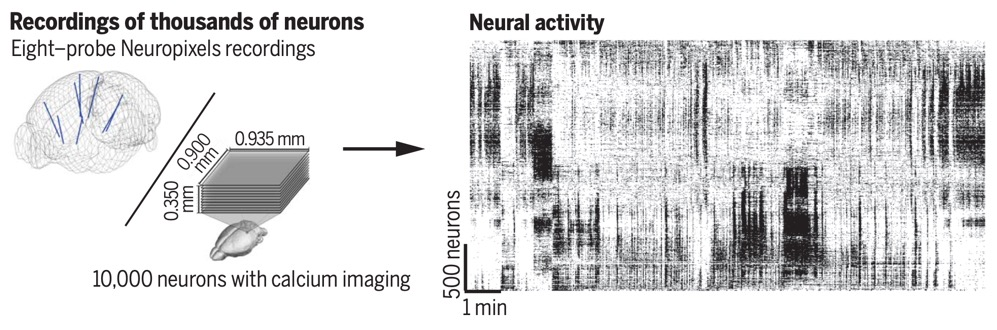 Recordings of thousands of neurons
Eight–probe Neuropixels recordings
0.935 mm
0.900
mm
0.350
mm
10,000 neurons with calcium imaging
Neural activity
500 neurons
1 min